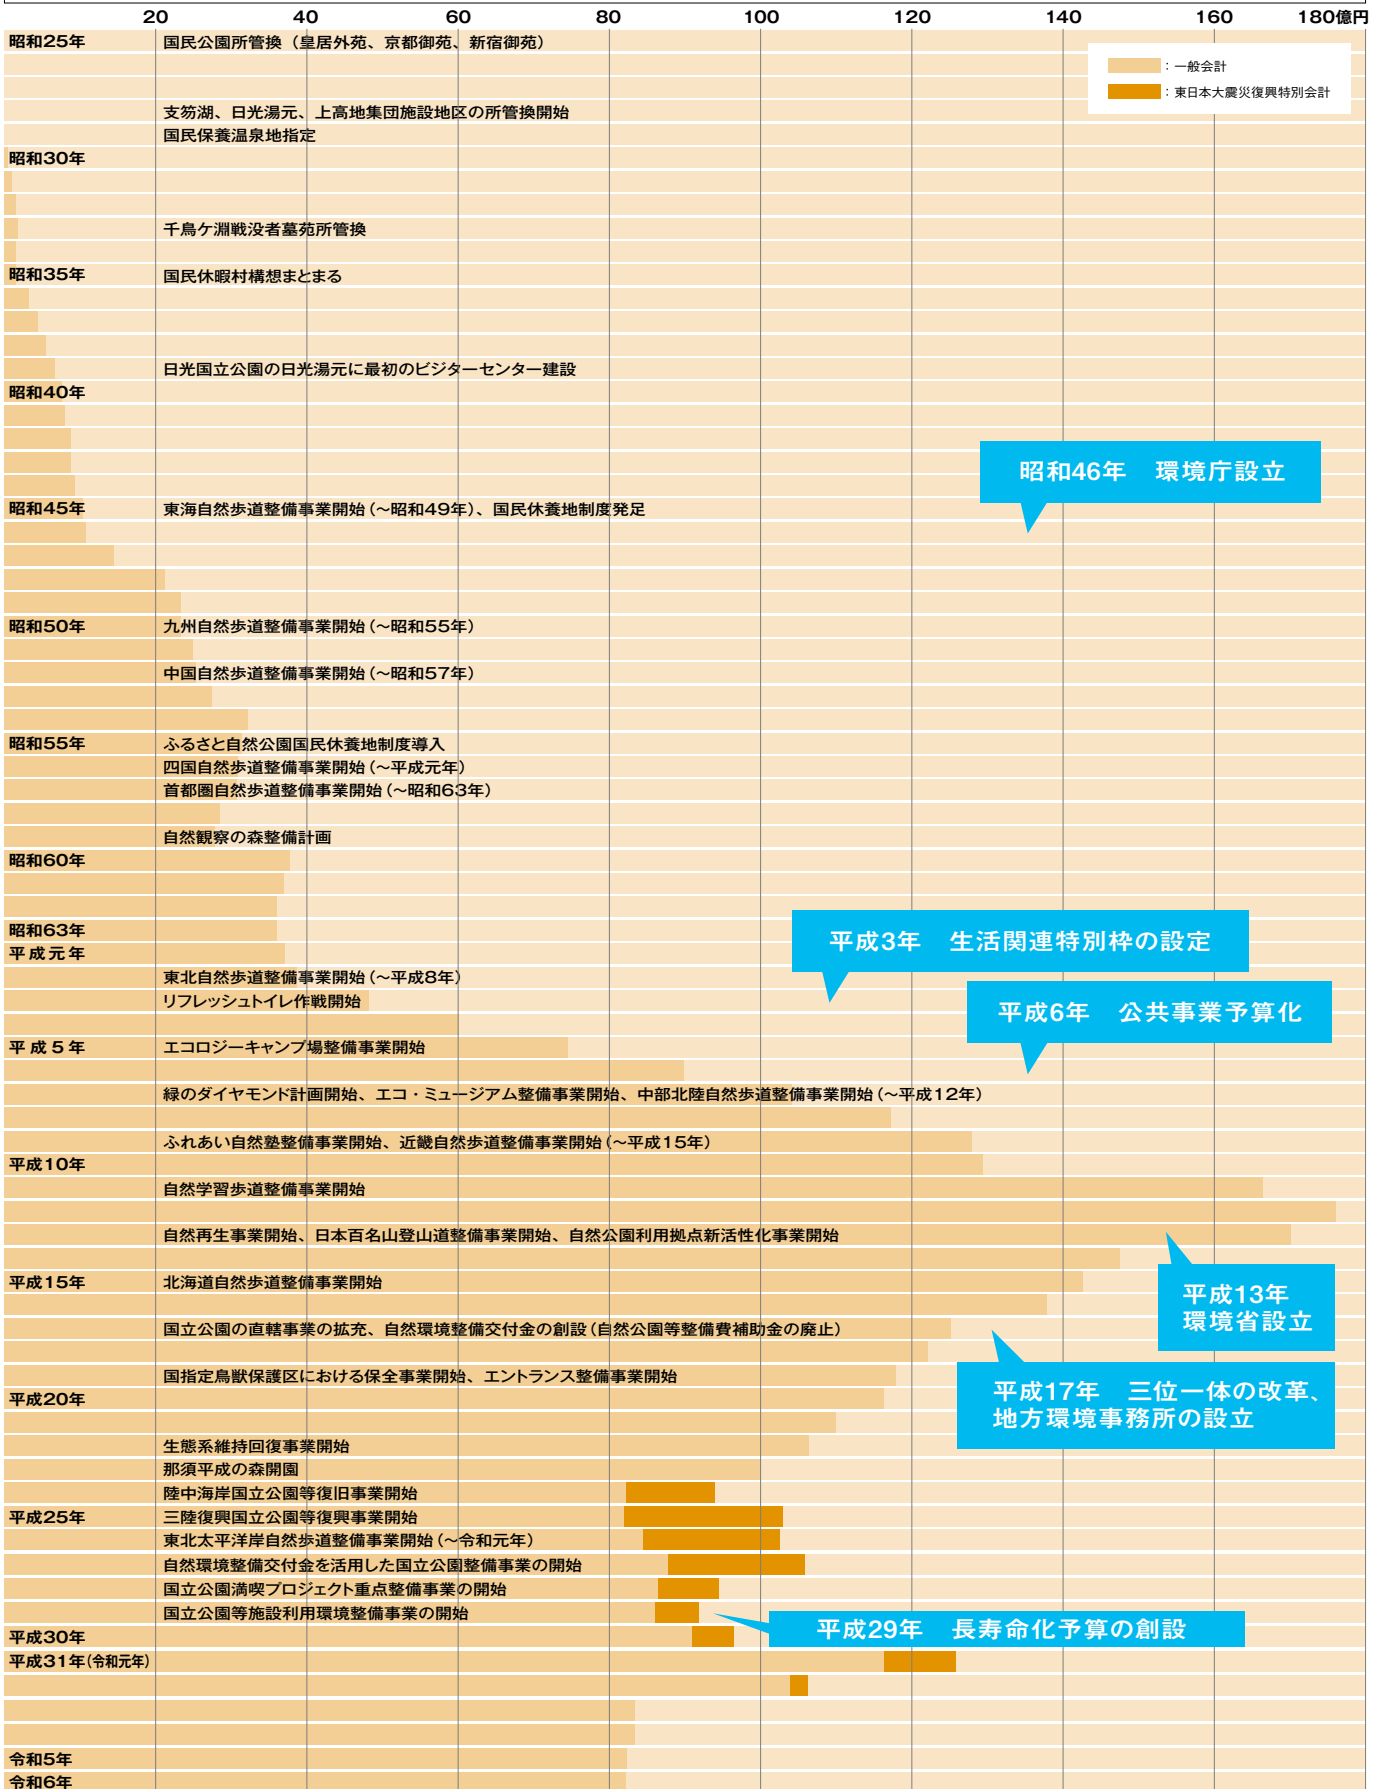 20 40 60 80 100 120 140 160 180億円
昭和25年 国民公園所管換（皇居外苑、京都御苑、新宿御苑）
：一般会計
：東日本大震災復興特別会計
支笏湖、日光湯元、上高地集団施設地区の所管換開始
国民保養温泉地指定
昭和30年
千鳥ケ淵戦没者墓苑所管換
昭和35年 国民休暇村構想まとまる
日光国立公園の日光湯元に最初のビジターセンター建設
昭和40年
昭和46年　環境庁設立
昭和45年 東海自然歩道整備事業開始（～昭和49年）、国民休養地制度発足
昭和50年 九州自然歩道整備事業開始（～昭和55年）
中国自然歩道整備事業開始（～昭和57年）
昭和55年 ふるさと自然公園国民休養地制度導入
四国自然歩道整備事業開始（～平成元年）
首都圏自然歩道整備事業開始（～昭和63年）
自然観察の森整備計画
昭和60年
昭和63年
平成3年　生活関連特別枠の設定
平成元年
東北自然歩道整備事業開始（～平成8年）
リフレッシュトイレ作戦開始
平成6年　公共事業予算化
平成5年 エコロジーキャンプ場整備事業開始
緑のダイヤモンド計画開始、エコ・ミュージアム整備事業開始、中部北陸自然歩道整備事業開始（～平成12年）
ふれあい自然塾整備事業開始、近畿自然歩道整備事業開始（～平成15年）
平成10年
自然学習歩道整備事業開始
自然再生事業開始、日本百名山登山道整備事業開始、自然公園利用拠点新活性化事業開始
平成15年 北海道自然歩道整備事業開始
平成13年
環境省設立
国立公園の直轄事業の拡充、自然環境整備交付金の創設（自然公園等整備費補助金の廃止）
国指定鳥獣保護区における保全事業開始、エントランス整備事業開始
平成17年　三位一体の改革、
地方環境事務所の設立
平成20年
生態系維持回復事業開始
那須平成の森開園
陸中海岸国立公園等復旧事業開始
平成25年 三陸復興国立公園等復興事業開始
東北太平洋岸自然歩道整備事業開始（～令和元年）
自然環境整備交付金を活用した国立公園整備事業の開始
国立公園満喫プロジェクト重点整備事業の開始
国立公園等施設利用環境整備事業の開始
平成29年　長寿命化予算の創設
平成30年
平成31年（令和元年）
令和5年
令和6年